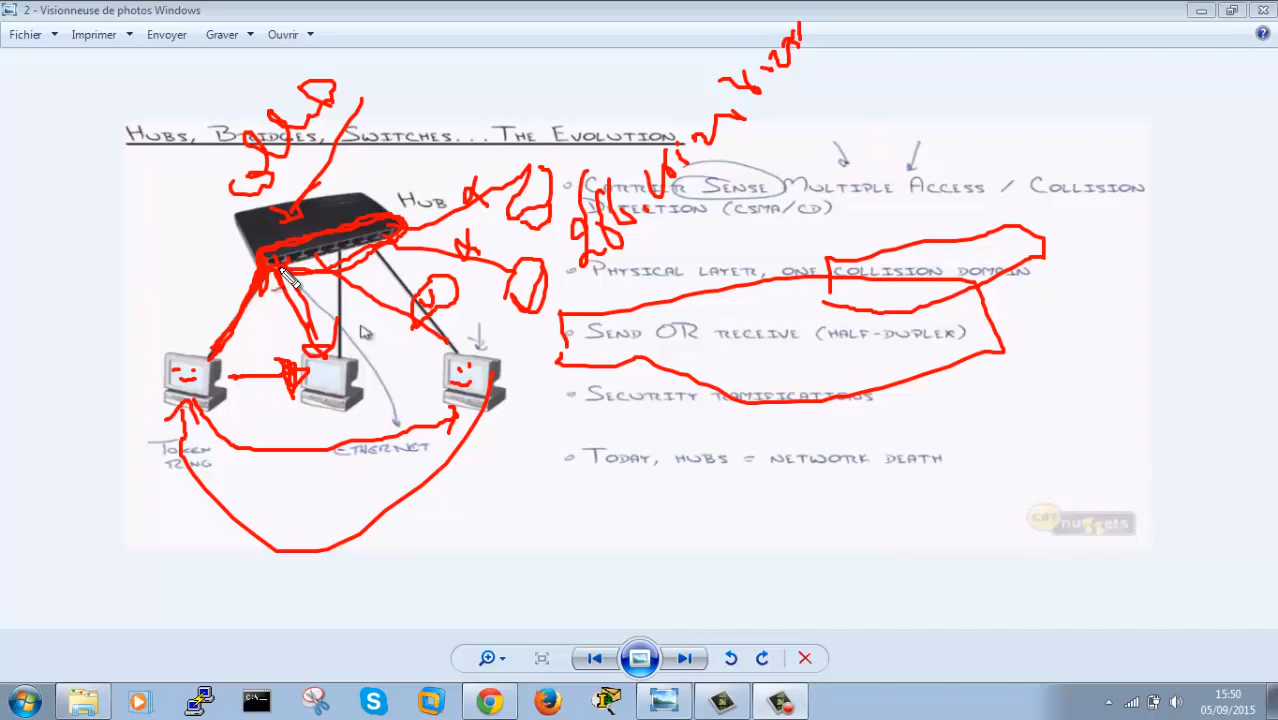 2 - Visionneuse de photos Windows
Fichier Imprimer Envoyer Graver Ouvrir
HUBS, BRIDGES, SWITCHES...THE EVOLUTION
HUB
• CARRIER SENSE MULTIPLE ACCESS / COLLISION
DETECTION (CSMA/CD)
• PHYSICAL LAYER, ONE COLLISION DOMAIN
• SEND OR RECEIVE (HALF-DUPLEX)
• SECURITY RAMIFICATIONS
• TODAY, HUBS = NETWORK DEATH
TOKEN
RING
ETHERNET
CBT nuggets
15:50
05/09/2015